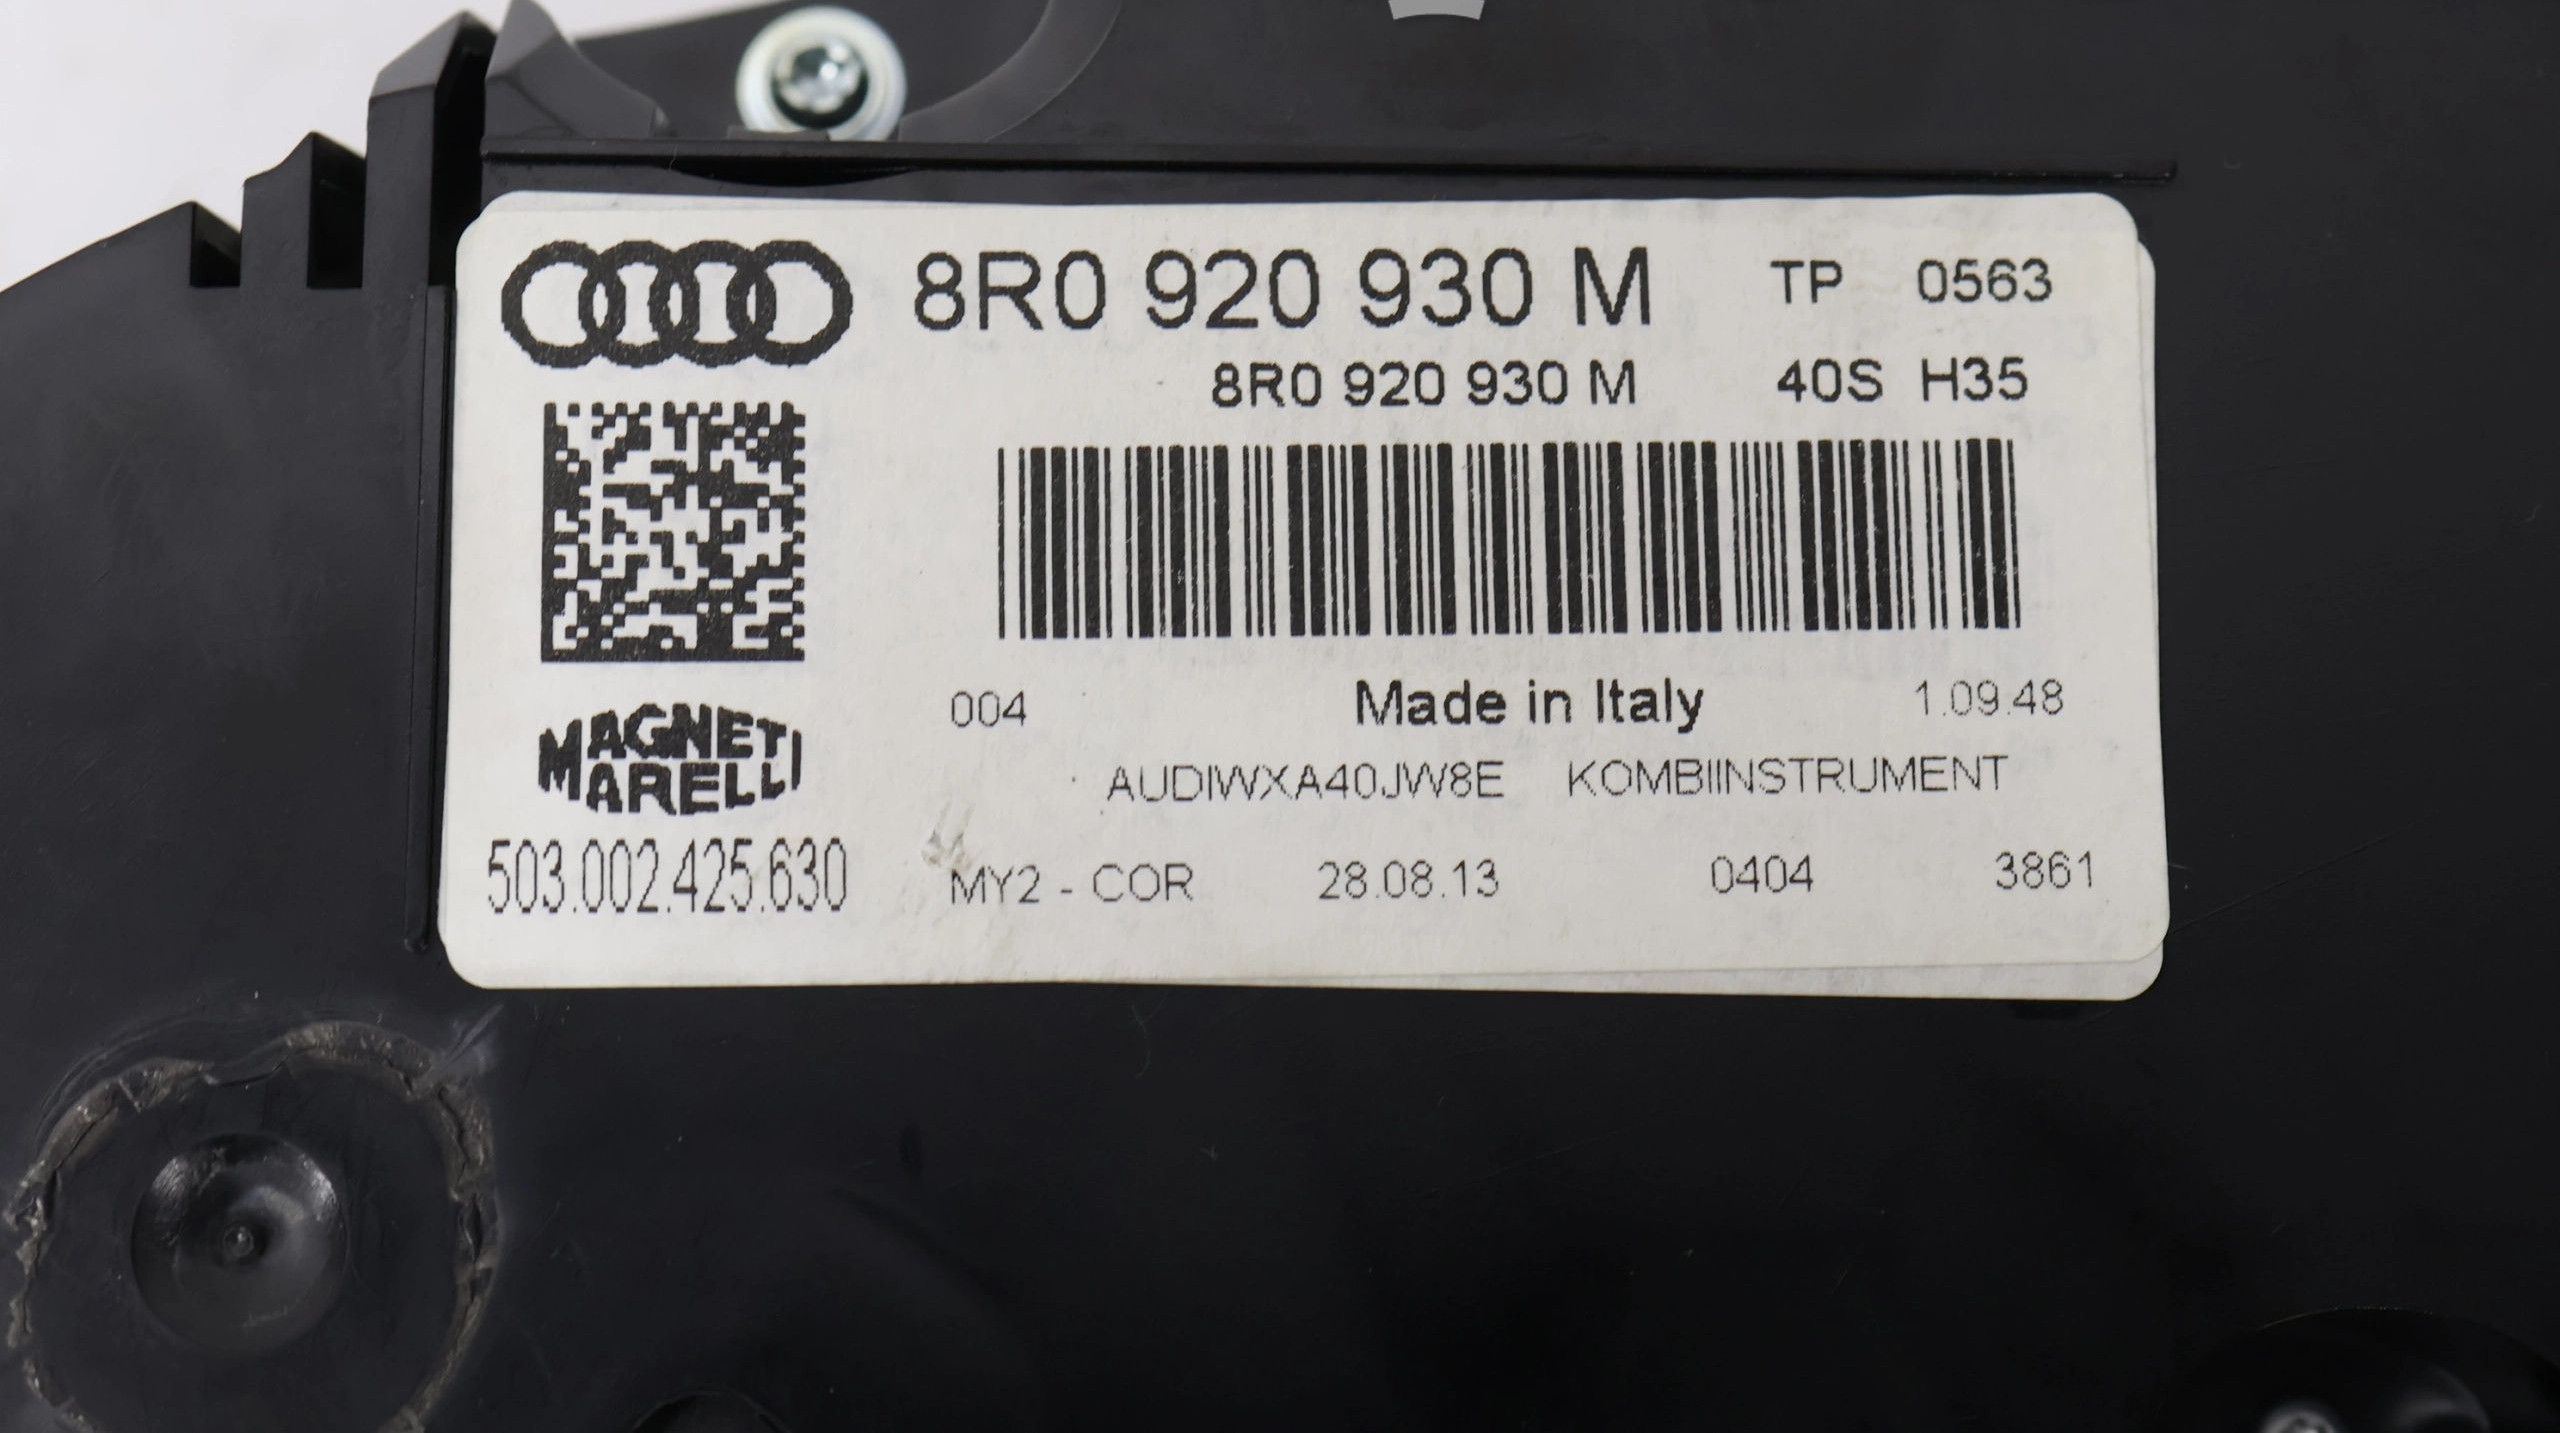 8R0 920 930 M TP 0563
8R0 920 930 M 40S H35
004 Made in Italy 1.09.48
MAGNETI
MARELLI
AUDIWXA40JW8E KOMBIINSTRUMENT
503.002.425.630 MY2 - COR 28.08.13 0404 3861